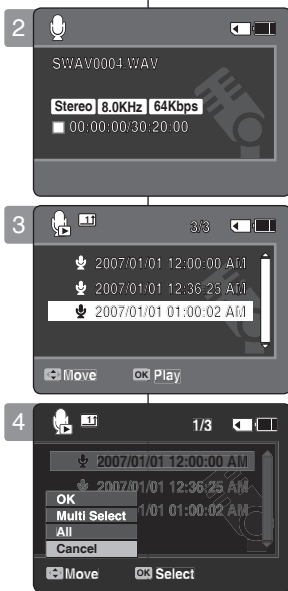 2
SWAV0004.WAV
Stereo 8.0KHz 64Kbps
00:00:00/30:20:00
3
3/3
2007/01/01 12:00:00 AM
2007/01/01 12:36:25 AM
2007/01/01 01:00:02 AM
Move OK Play
4
1/3
2007/01/01 12:00:00 AM
2007/01/01 12:36:25 AM
OK
1/01 01:00:02 AM
Multi Select
All
Cancel
Move OK Select